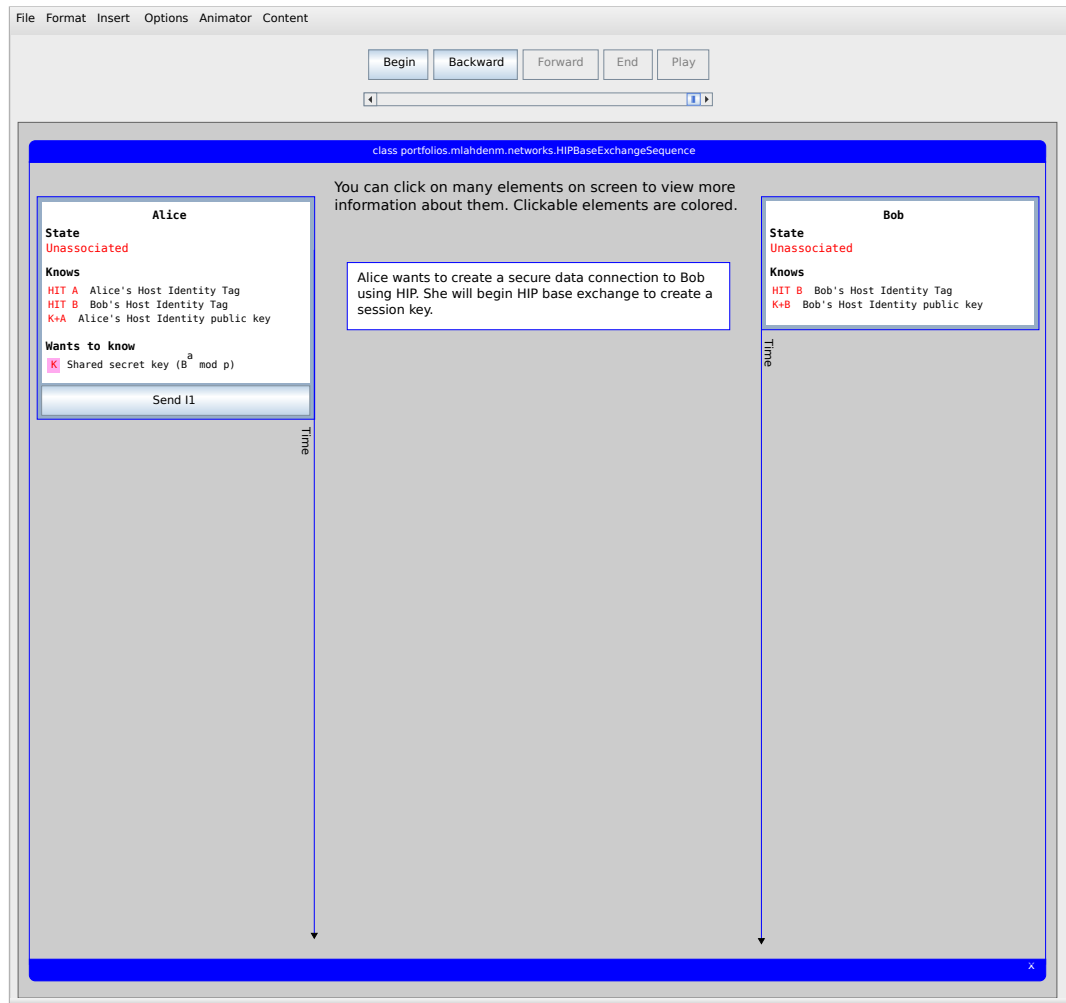 File Format Insert Options Animator Content
Begin Backward Forward End Play
class portfolios.mlahdenm.networks.HIPBaseExchangeSequence
You can click on many elements on screen to view more
information about them. Clickable elements are colored.
Alice
State
Unassociated
Knows
HIT A Alice's Host Identity Tag
HIT B Bob's Host Identity Tag
K+A Alice's Host Identity public key
Wants to know
K Shared secret key (B^a mod p)
Send I1
Time
Alice wants to create a secure data connection to Bob
using HIP. She will begin HIP base exchange to create a
session key.
Bob
State
Unassociated
Knows
HIT B Bob's Host Identity Tag
K+B Bob's Host Identity public key
Time